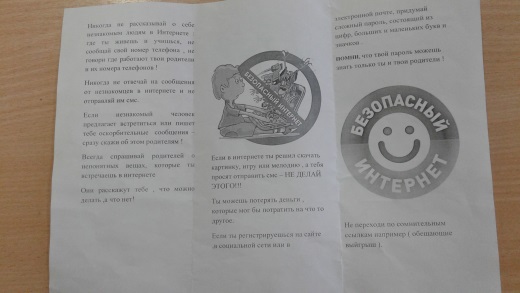 Никогда не рассказывай о себе
незнакомым людям в Интернете :
где ты живешь и учишься, не
сообщай свой номер телефона , не
говори где работают твои родители
и их номера телефонов !
Никогда не отвечай на сообщения
от незнакомцев в интернете и не
отправляй им смс.
Если незнакомый человек
предлагает встретиться или пишет
тебе оскорбительные сообщения –
сразу скажи об этом родителям !
Всегда спрашивай родителей о
непонятных вещах, которые ты
встречаешь в интернете
Они расскажут тебе , что можно
делать ,а что нет!
БЕЗОПАСНЫЙ ИНТЕРНЕТ
Если в интернете ты решил скачать
картинку, игру или мелодию , а тебя
просят отправить смс – НЕ ДЕЛАЙ
ЭТОГО!!!
Ты можешь потерять деньги ,
которые мог бы потратить на что то
другое.
Если ты регистрируешься на сайте
,в социальной сети или в
электронной почте, придумай
сложный пароль, состоящий из
цифр, больших и маленьких букв и
значков.
помни, что твой пароль можешь
знать только ты и твои родители !
БЕЗОПАСНЫЙ
ИНТЕРНЕТ
Не переходи по сомнительным
ссылкам например ( обещающим
выигрыш ).